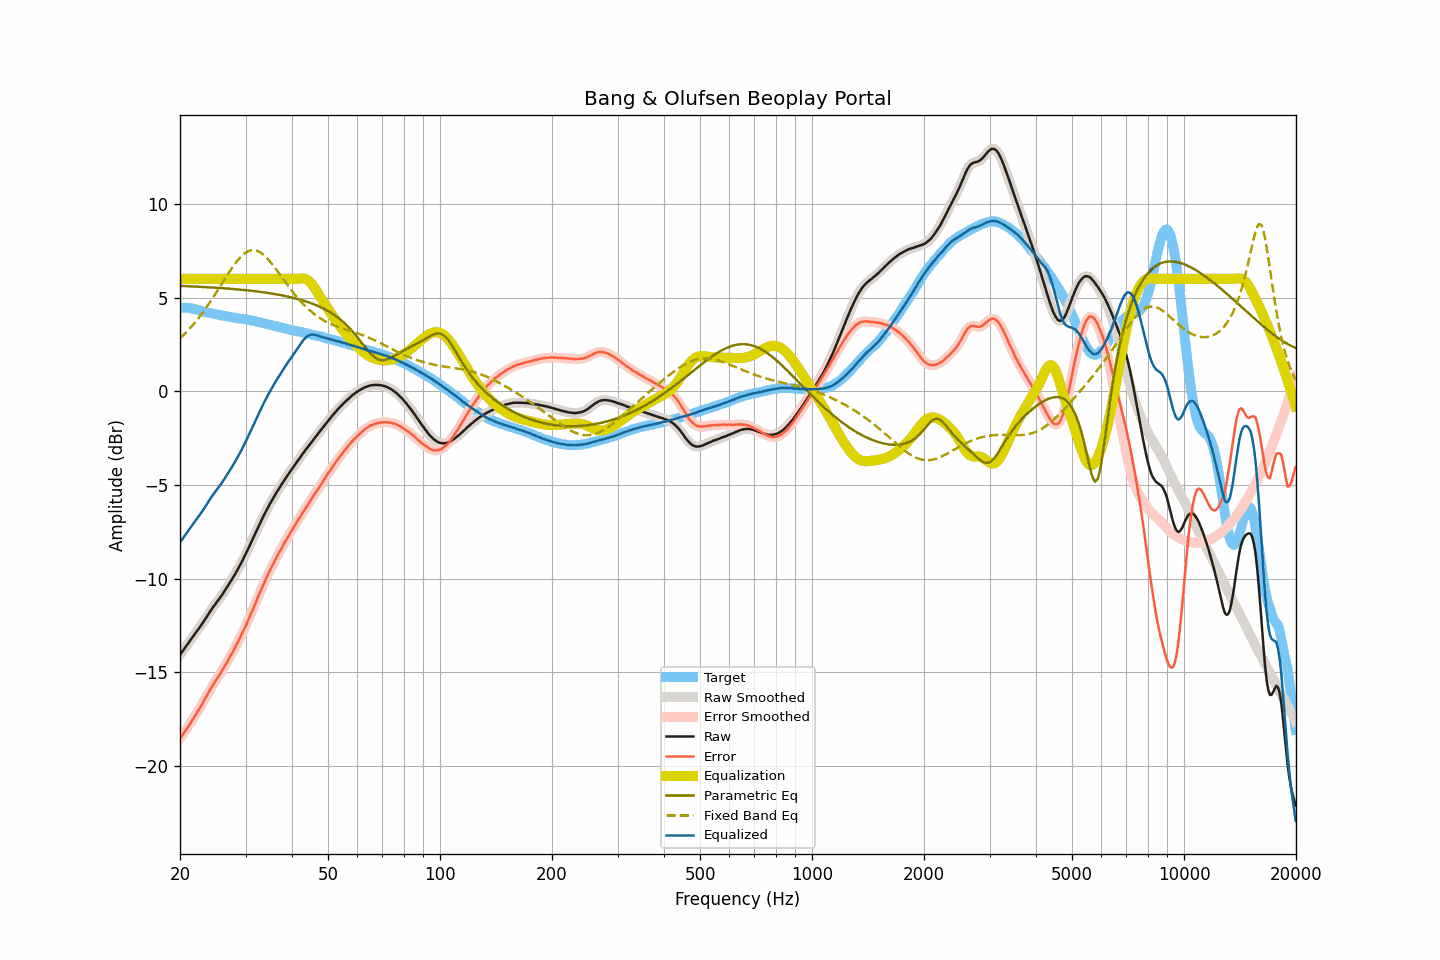 Bang & Olufsen Beoplay Portal
Amplitude (dBr)
10
5
0
−5
−10
−15
−20
Target
Raw Smoothed
Error Smoothed
Raw
Error
Equalization
Parametric Eq
Fixed Band Eq
Equalized
20 50 100 200 500 1000 2000 5000 10000 20000
Frequency (Hz)